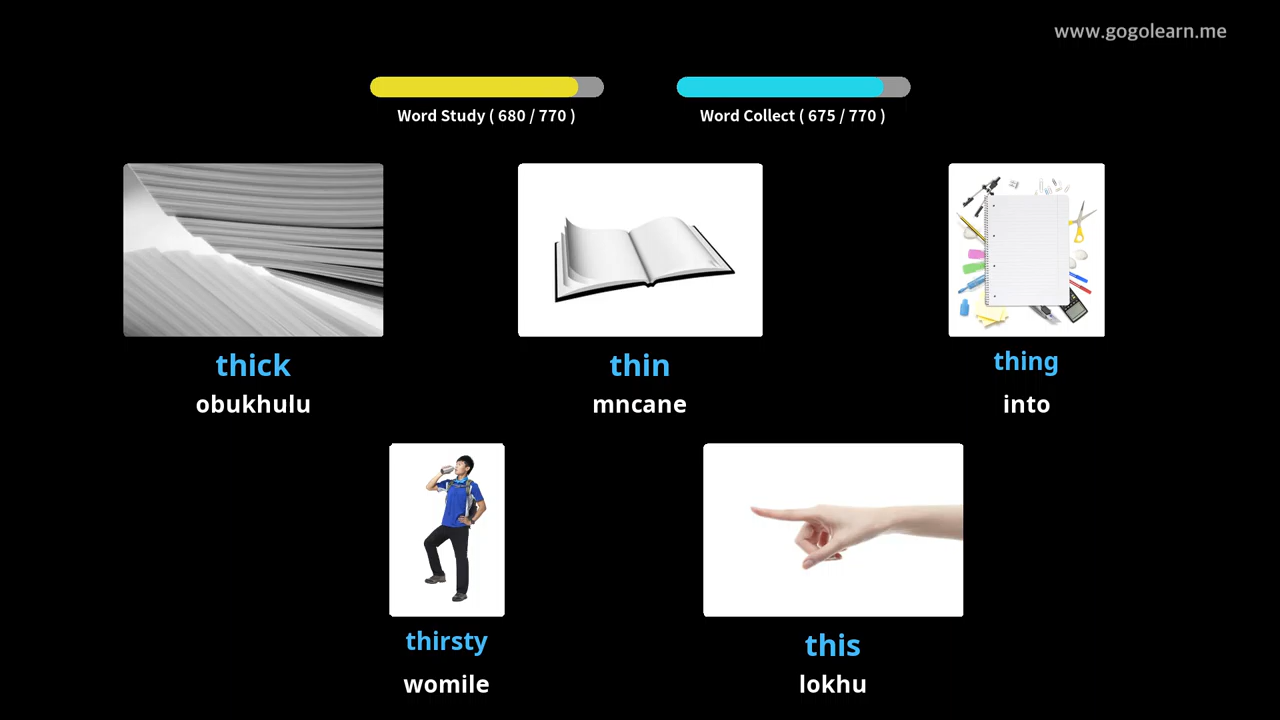 www.gogolearn.me
Word Study ( 680 / 770 )
Word Collect ( 675 / 770 )
thick
obukhulu
thin
mncane
thing
into
thirsty
womile
this
lokhu